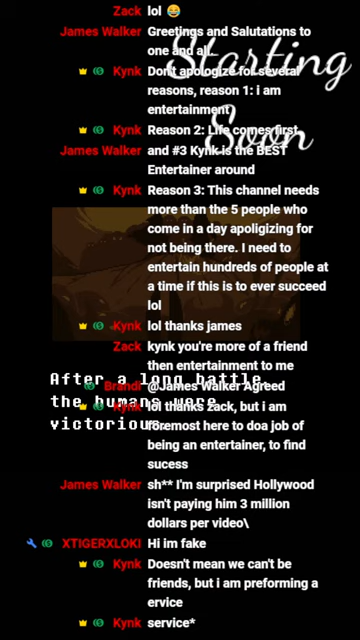 Zack lol 😂
James Walker Greetings and Salutations to
one and all.
Kynk Don't apologize for several
reasons, reason 1: i am
entertainment
Kynk Reason 2: Life comes first
James Walker and #3 Kynk is the BEST
Entertainer around
Kynk Reason 3: This channel needs
more than the 5 people who
come in a day apoligizing for
not being there. I need to
entertain hundreds of people at
a time if this is to ever succeed
lol
Kynk lol thanks james
Zack kynk you're more of a friend
then entertainment to me
Brandi @James Walker Agreed
Kynk lol thanks zack, but i am
foremost here to doa job of
being an entertainer, to find
sucess
James Walker sh** I'm surprised Hollywood
isn't paying him 3 million
dollars per video\
XTIGERXLOKI Hi im fake
Kynk Doesn't mean we can't be
friends, but i am preforming a
ervice
Kynk service*
Starting
Soon
After a long battle
the humans were
victorious